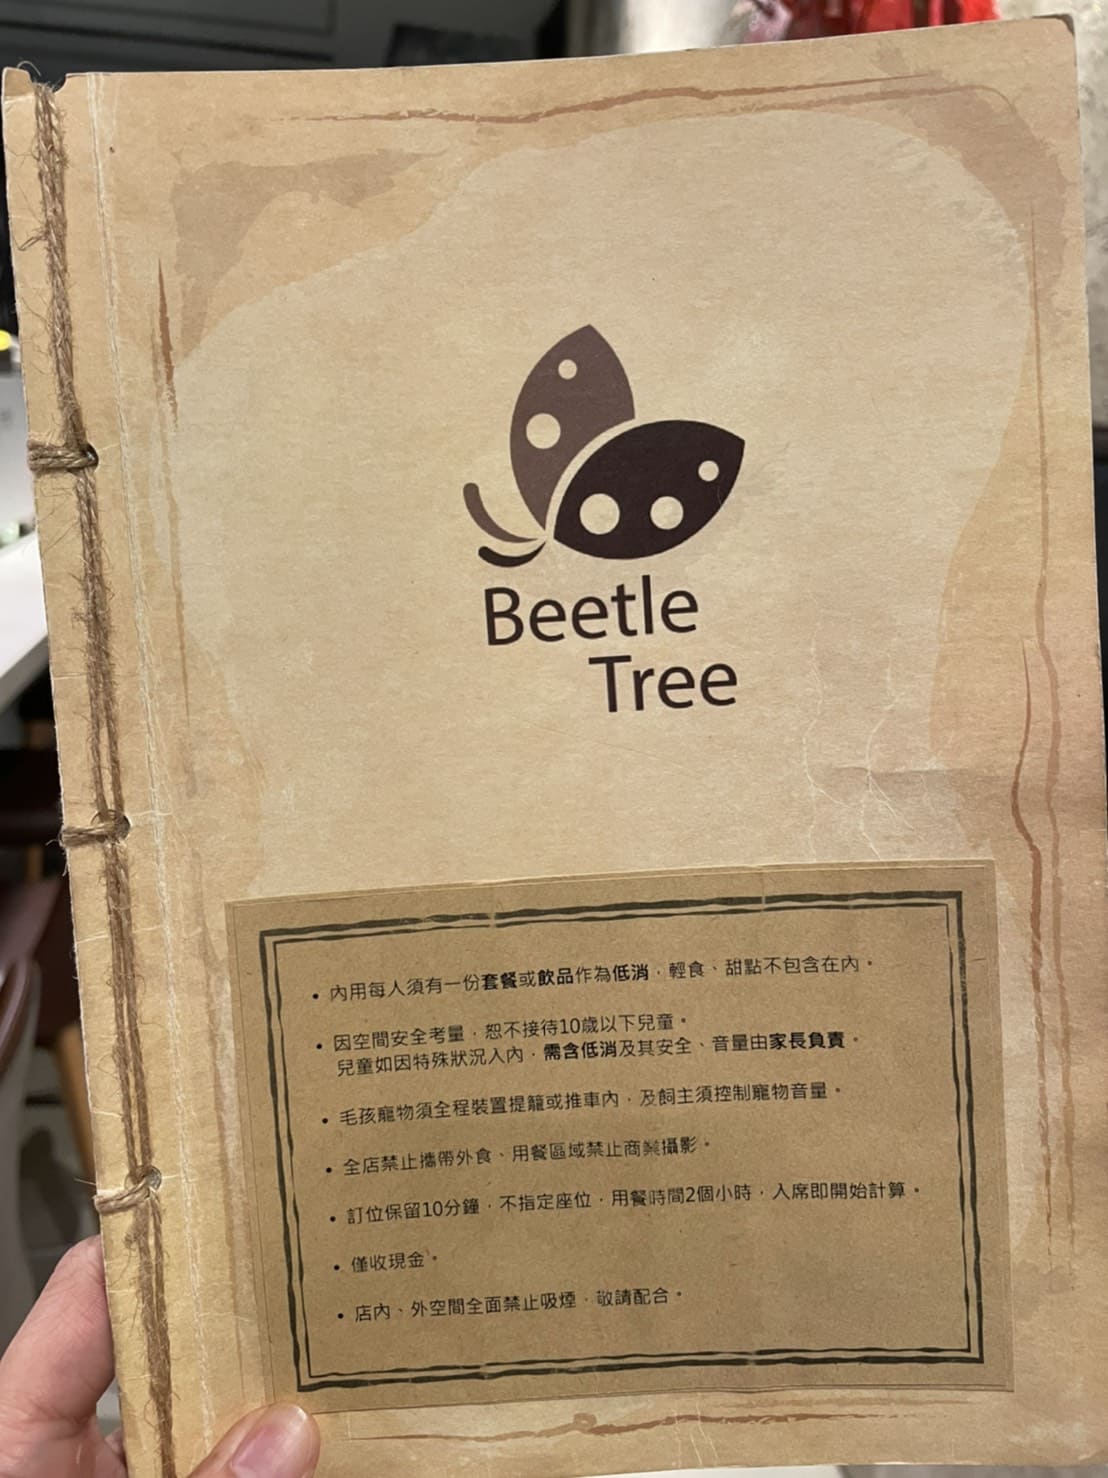 Beetle
Tree
• 內用每人須有一份套餐或飲品作為低消，輕食、甜點不包含在內。
• 因空間安全考量，恕不接待10歲以下兒童。
兒童如因特殊狀況入內，需含低消及其安全、音量由家長負責。
• 毛孩寵物須全程裝置提籠或推車內，及飼主須控制寵物音量。
• 全店禁止攜帶外食、用餐區域禁止商業攝影。
• 訂位保留10分鐘，不指定座位，用餐時間2個小時，入席即開始計算。
• 僅收現金。
• 店內、外空間全面禁止吸煙，敬請配合。